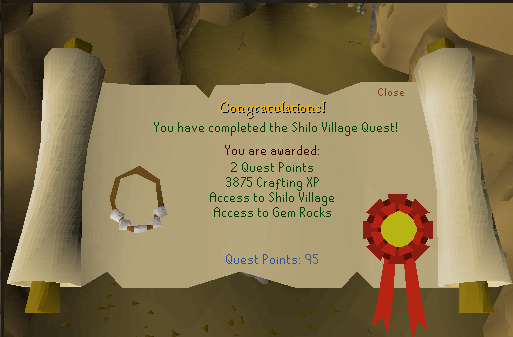 Close
Congratulations!
You have completed the Shilo Village Quest!
You are awarded:
2 Quest Points
3875 Crafting XP
Access to Shilo Village
Access to Gem Rocks
Quest Points: 95